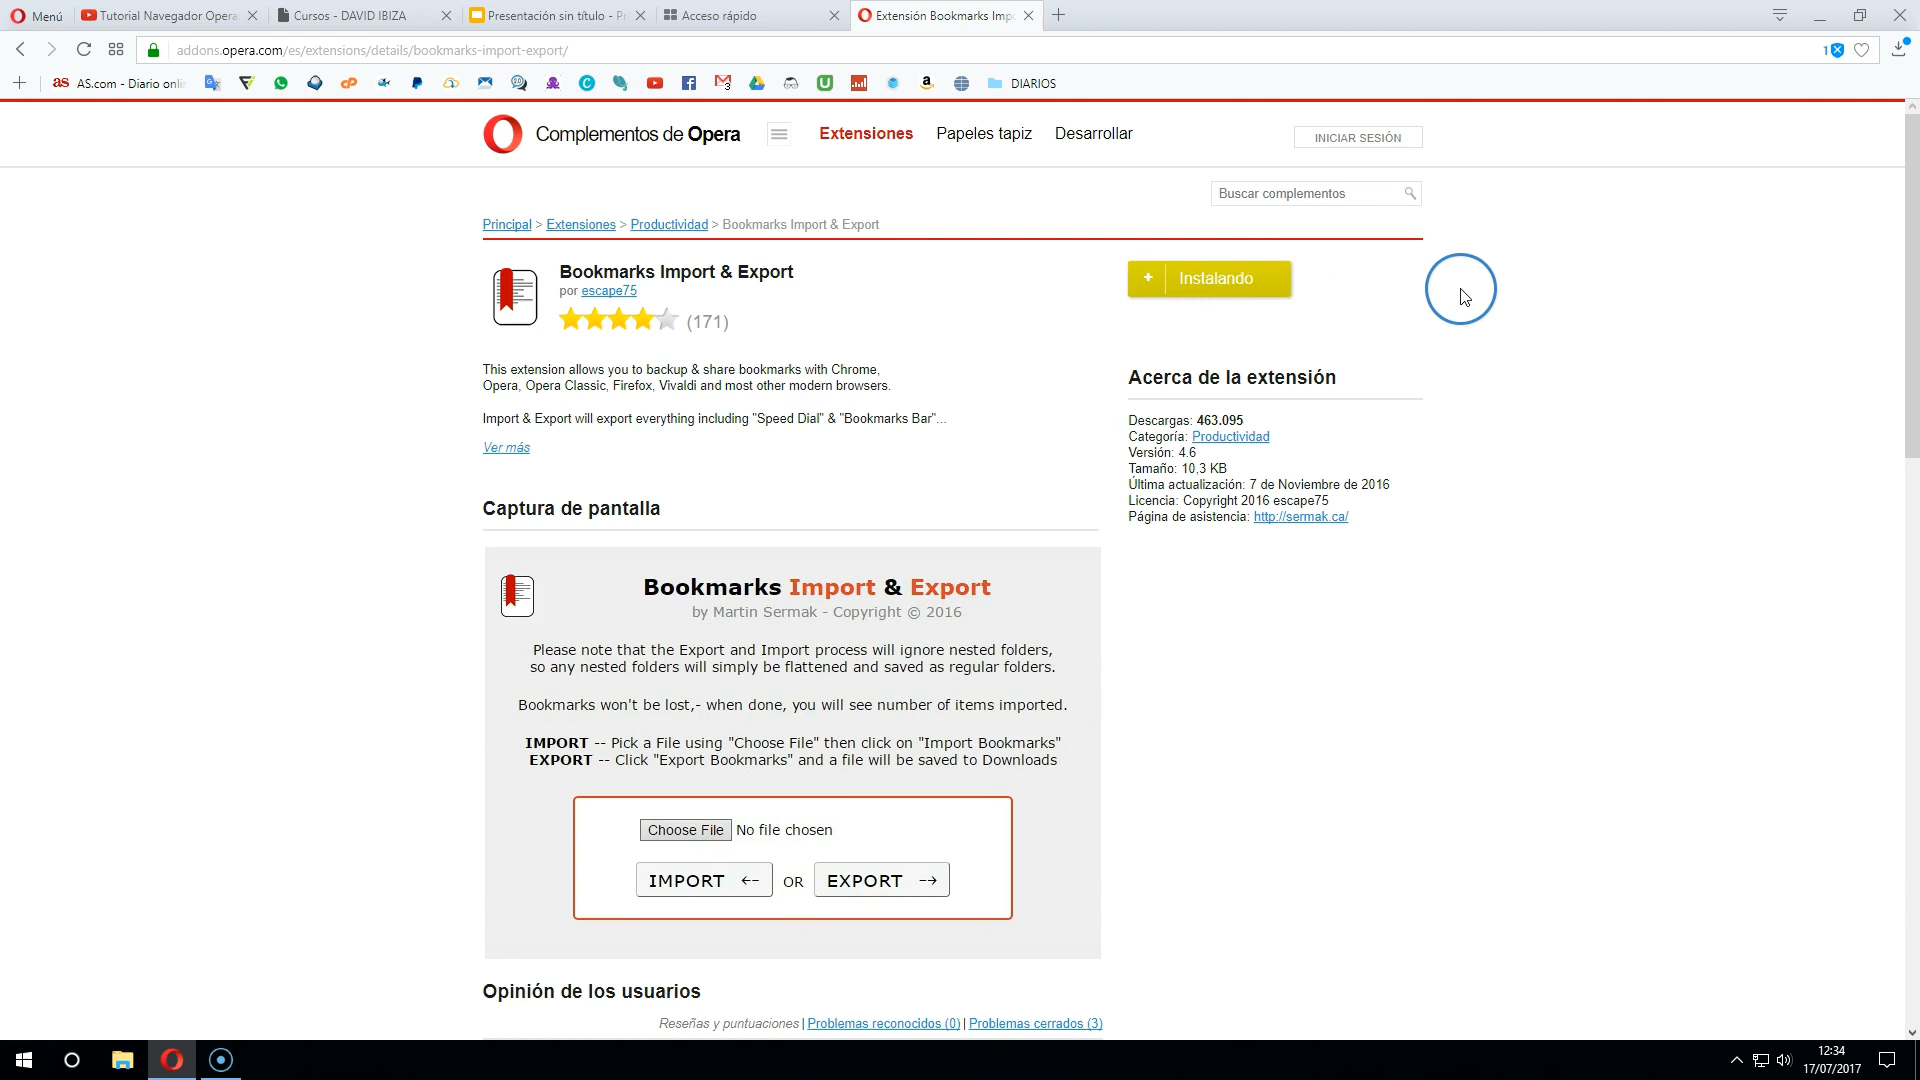 Menú
Tutorial Navegador Opera
Cursos - DAVID IBIZA
Presentación sin título - P
Acceso rápido
Extensión Bookmarks Impo
addons.opera.com/es/extensions/details/bookmarks-import-export/
1
as AS.com - Diario onli
DIARIOS
Complementos de Opera
Extensiones
Papeles tapiz
Desarrollar
INICIAR SESIÓN
Buscar complementos
Principal > Extensiones > Productividad > Bookmarks Import & Export
Bookmarks Import & Export
por escape75
(171)
+ Instalando
This extension allows you to backup & share bookmarks with Chrome,
Opera, Opera Classic, Firefox, Vivaldi and most other modern browsers.
Import & Export will export everything including "Speed Dial" & "Bookmarks Bar"...
Ver más
Acerca de la extensión
Descargas: 463.095
Categoría: Productividad
Versión: 4.6
Tamaño: 10,3 KB
Última actualización: 7 de Noviembre de 2016
Licencia: Copyright 2016 escape75
Página de asistencia: http://sermak.ca/
Captura de pantalla
Bookmarks Import & Export
by Martin Sermak - Copyright © 2016
Please note that the Export and Import process will ignore nested folders,
so any nested folders will simply be flattened and saved as regular folders.
Bookmarks won't be lost,- when done, you will see number of items imported.
IMPORT -- Pick a File using "Choose File" then click on "Import Bookmarks"
EXPORT -- Click "Export Bookmarks" and a file will be saved to Downloads
Choose File No file chosen
IMPORT <-- OR EXPORT -->
Opinión de los usuarios
Reseñas y puntuaciones | Problemas reconocidos (0) | Problemas cerrados (3)
12:34
17/07/2017